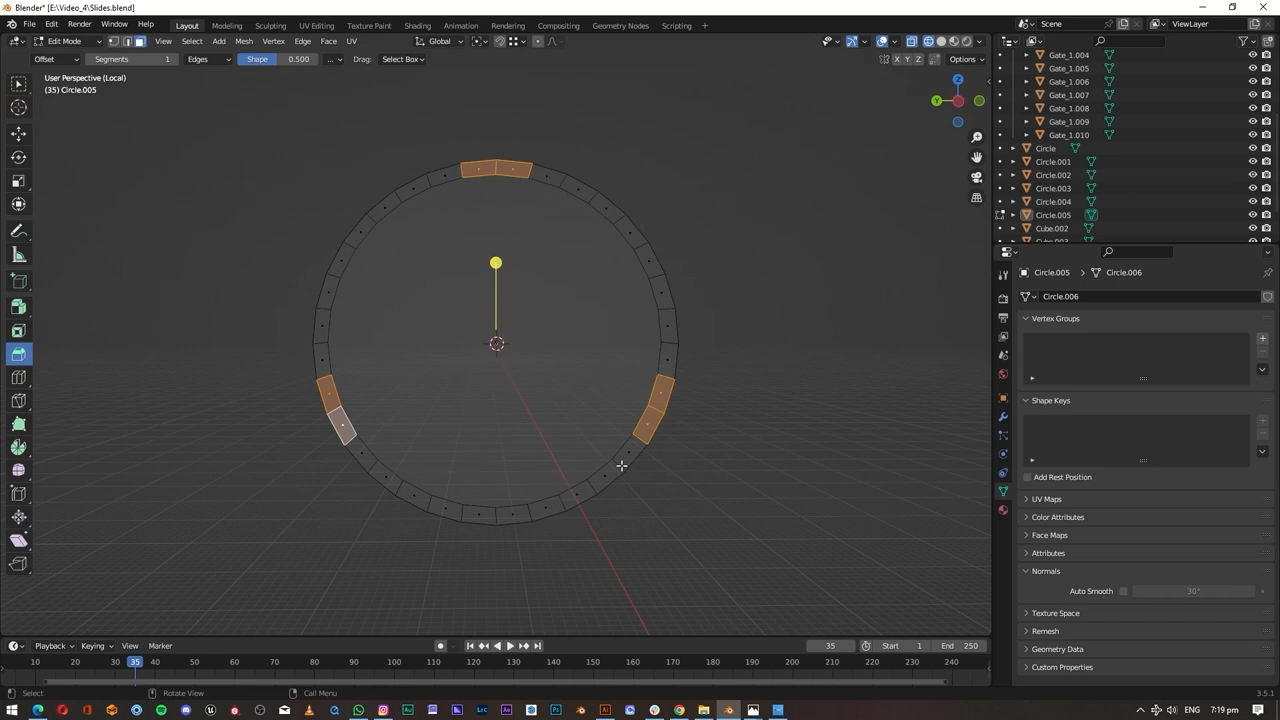 Blender* [E:\Video_4\Slides.blend]
File Edit Render Window Help Layout Modeling Sculpting UV Editing Texture Paint Shading Animation Rendering Compositing Geometry Nodes Scripting Scene ViewLayer
Edit Mode View Select Add Mesh Vertex Edge Face UV Global
Offset Segments 1 Edges Shape 0.500 ... Drag: Select Box X Y Z Options
User Perspective (Local)
(35) Circle.005
Z
Y
Gate_1.004
Gate_1.005
Gate_1.006
Gate_1.007
Gate_1.008
Gate_1.009
Gate_1.010
Circle
Circle.001
Circle.002
Circle.003
Circle.004
Circle.005
Cube.002
Cube.003
Circle.005 Circle.006
Circle.006
Vertex Groups
Shape Keys
Add Rest Position
UV Maps
Color Attributes
Face Maps
Attributes
Normals
Auto Smooth 30°
Texture Space
Remesh
Geometry Data
Custom Properties
Playback Keying View Marker 35 Start 1 End 250
10 20 30 35 40 50 60 70 80 90 100 110 120 130 140 150 160 170 180 190 200 210 220 230 240
Select Rotate View Call Menu 3.5.1
ENG 7:19 pm